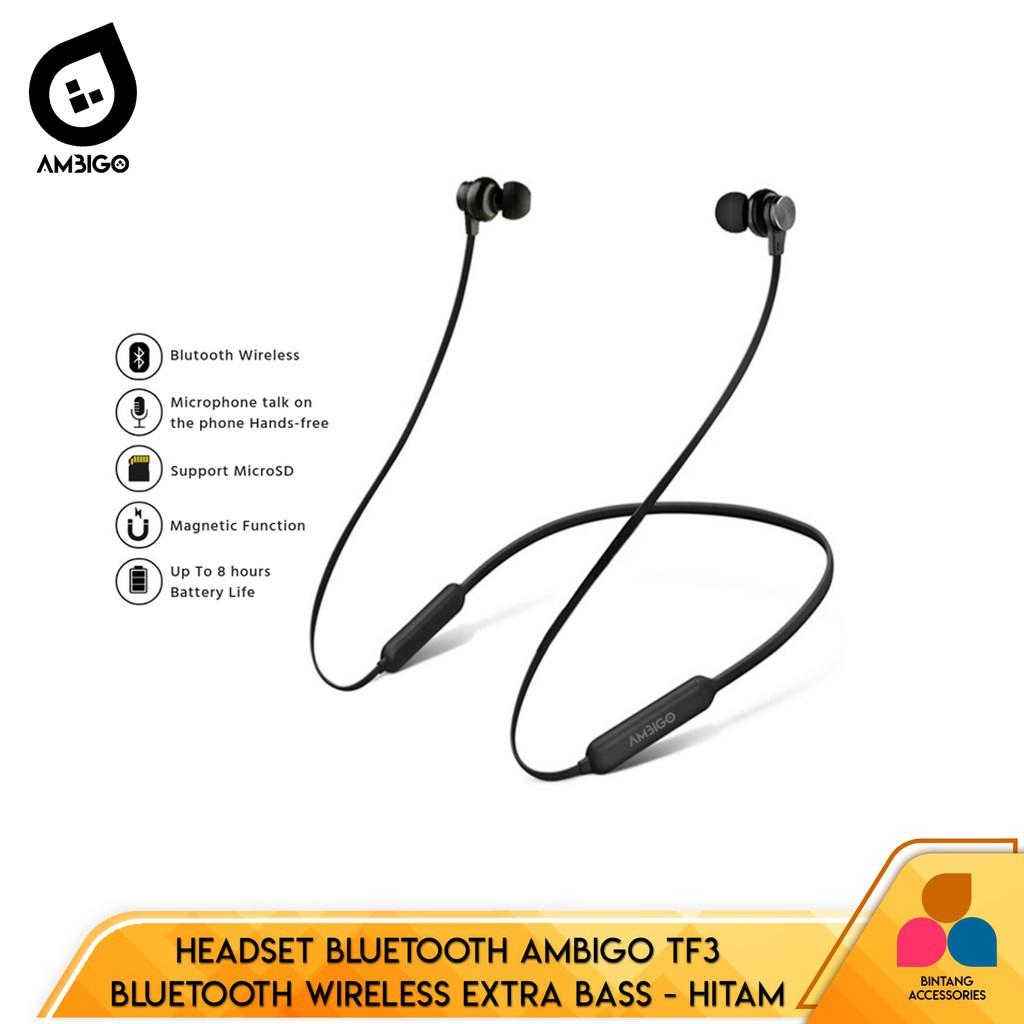 AMBIGO
Blutooth Wireless
Microphone talk on
the phone Hands-free
Support MicroSD
Magnetic Function
Up To 8 hours
Battery Life
AMBIGO
HEADSET BLUETOOTH AMBIGO TF3
BLUETOOTH WIRELESS EXTRA BASS - HITAM
BINTANG
ACCESSORIES